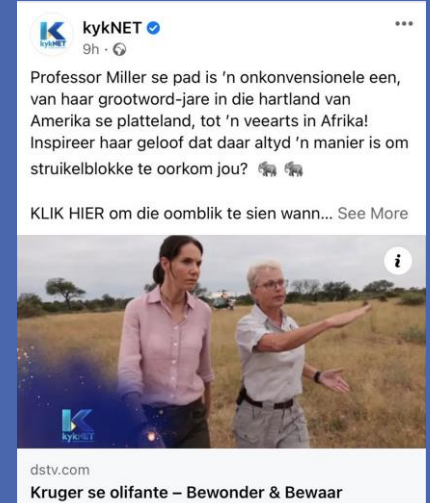 kykNET
kykNET
9h
Professor Miller se pad is 'n onkonvensionele een,
van haar grootword-jare in die hartland van
Amerika se platteland, tot 'n veearts in Afrika!
Inspireer haar geloof dat daar altyd 'n manier is om
struikelblokke te oorkom jou?
KLIK HIER om die oomblik te sien wann... See More
i
kykNET
dstv.com
Kruger se olifante – Bewonder & Bewaar